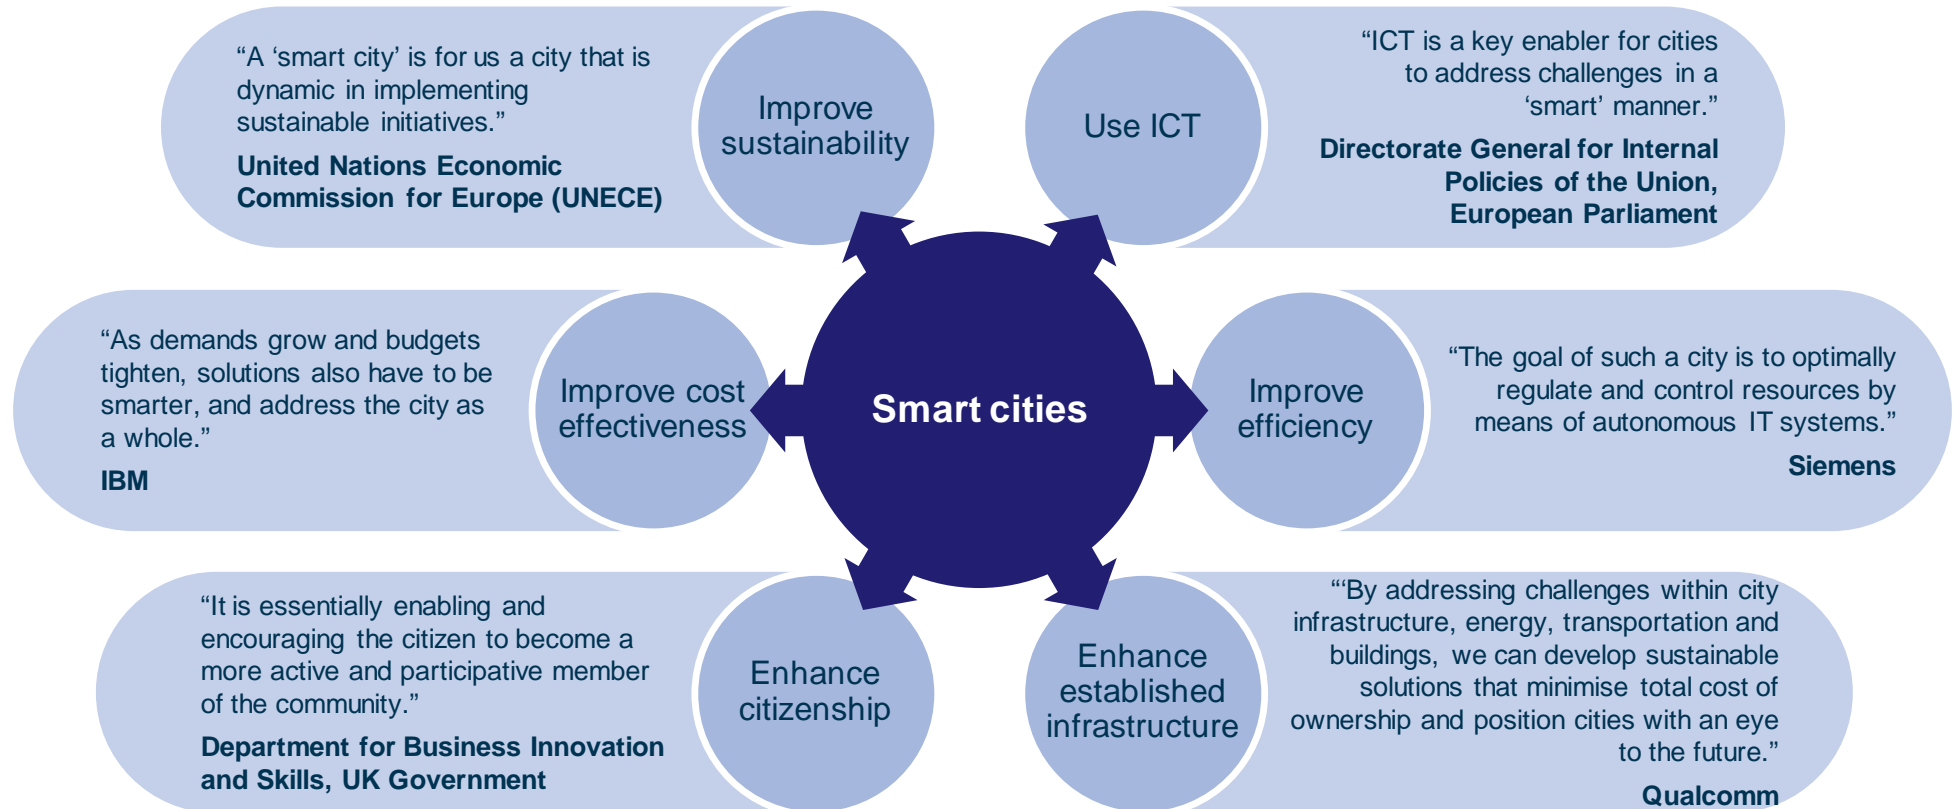 “A ‘smart city’ is for us a city that is
dynamic in implementing
sustainable initiatives.”
United Nations Economic
Commission for Europe (UNECE)
Improve
sustainability
Use ICT
“ICT is a key enabler for cities
to address challenges in a
‘smart’ manner.”
Directorate General for Internal
Policies of the Union,
European Parliament
“As demands grow and budgets
tighten, solutions also have to be
smarter, and address the city as
a whole.”
IBM
Improve cost
effectiveness
Smart cities
Improve
efficiency
“The goal of such a city is to optimally
regulate and control resources by
means of autonomous IT systems.”
Siemens
“It is essentially enabling and
encouraging the citizen to become a
more active and participative member
of the community.”
Department for Business Innovation
and Skills, UK Government
Enhance
citizenship
Enhance
established
infrastructure
“‘By addressing challenges within city
infrastructure, energy, transportation and
buildings, we can develop sustainable
solutions that minimise total cost of
ownership and position cities with an eye
to the future.”
Qualcomm